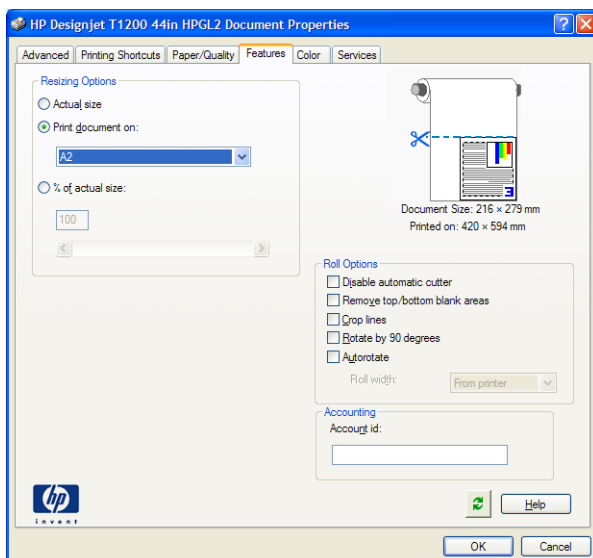 HP Designjet T1200 44in HPGL2 Document Properties
Advanced Printing Shortcuts Paper/Quality Features Color Services
Resizing Options
Actual size
Print document on:
A2
% of actual size:
100
Document Size: 216 × 279 mm
Printed on: 420 × 594 mm
Roll Options
Disable automatic cutter
Remove top/bottom blank areas
Crop lines
Rotate by 90 degrees
Autorotate
Roll width: From printer
Accounting
Account id:
hp
invent
Help
OK Cancel